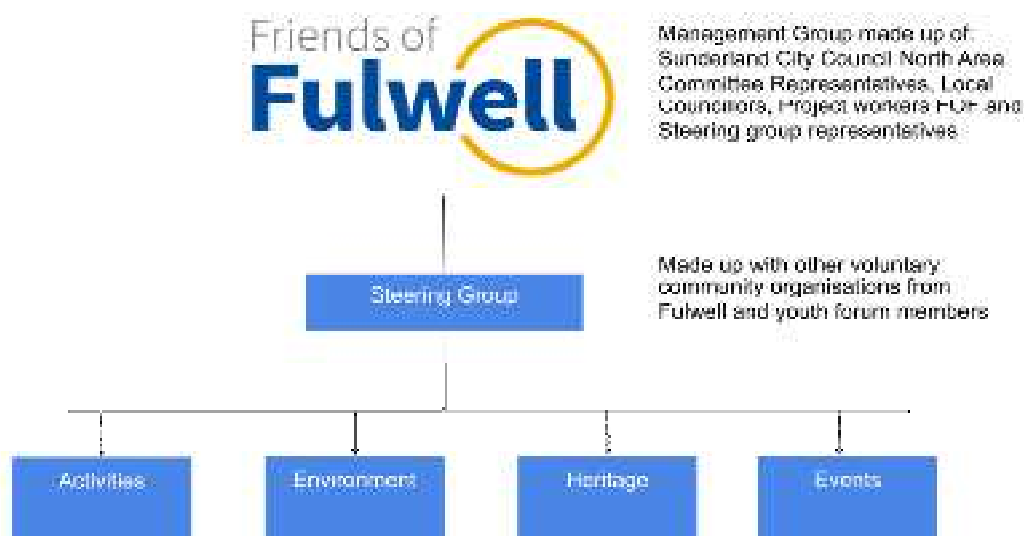 Friends of
Fulwell
Management Group made up of:
Sunderland City Council North Area
Committee Representatives, Local
Councillors, Project workers FOF and
Steering group representatives
Steering Group
Made up with other voluntary
community organisations from
Fulwell and youth forum members
Activities
Environment
Heritage
Events